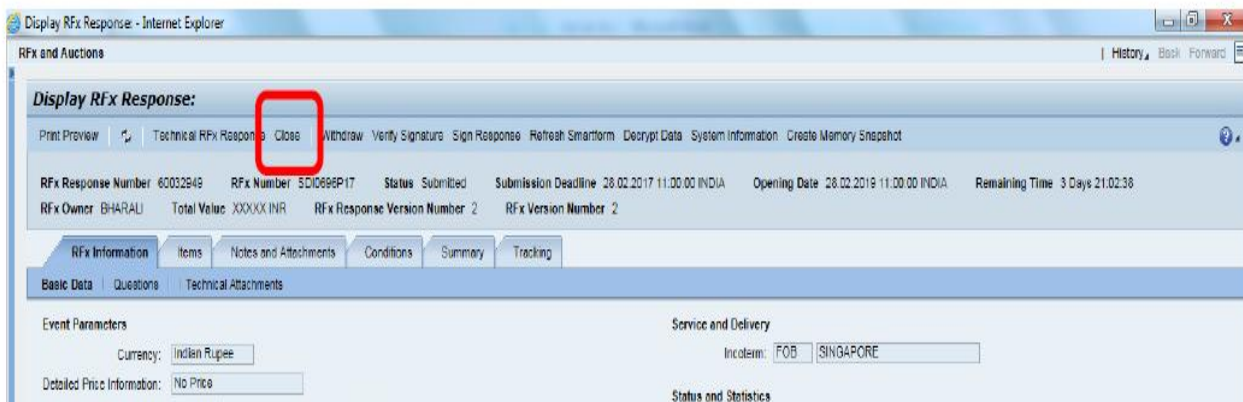 Display RFx Response: - Internet Explorer
RFx and Auctions
History Back Forward
Display RFx Response:
Print Preview Technical RFx Response Close Withdraw Verify Signature Sign Response Refresh Smartform Decrypt Data System Information Create Memory Snapshot
RFx Response Number 60032949 RFx Number SDI0696P17 Status Submitted Submission Deadline 28.02.2017 11:00:00 INDIA Opening Date 28.02.2019 11:00:00 INDIA Remaining Time 3 Days 21:02:38
RFx Owner BHARALI Total Value XXXXX INR RFx Response Version Number 2 RFx Version Number 2
RFx Information Items Notes and Attachments Conditions Summary Tracking
Basic Data Questions Technical Attachments
Event Parameters Service and Delivery
Currency: Indian Rupee Incoterm: FOB SINGAPORE
Detailed Price Information: No Price
Status and Statistics